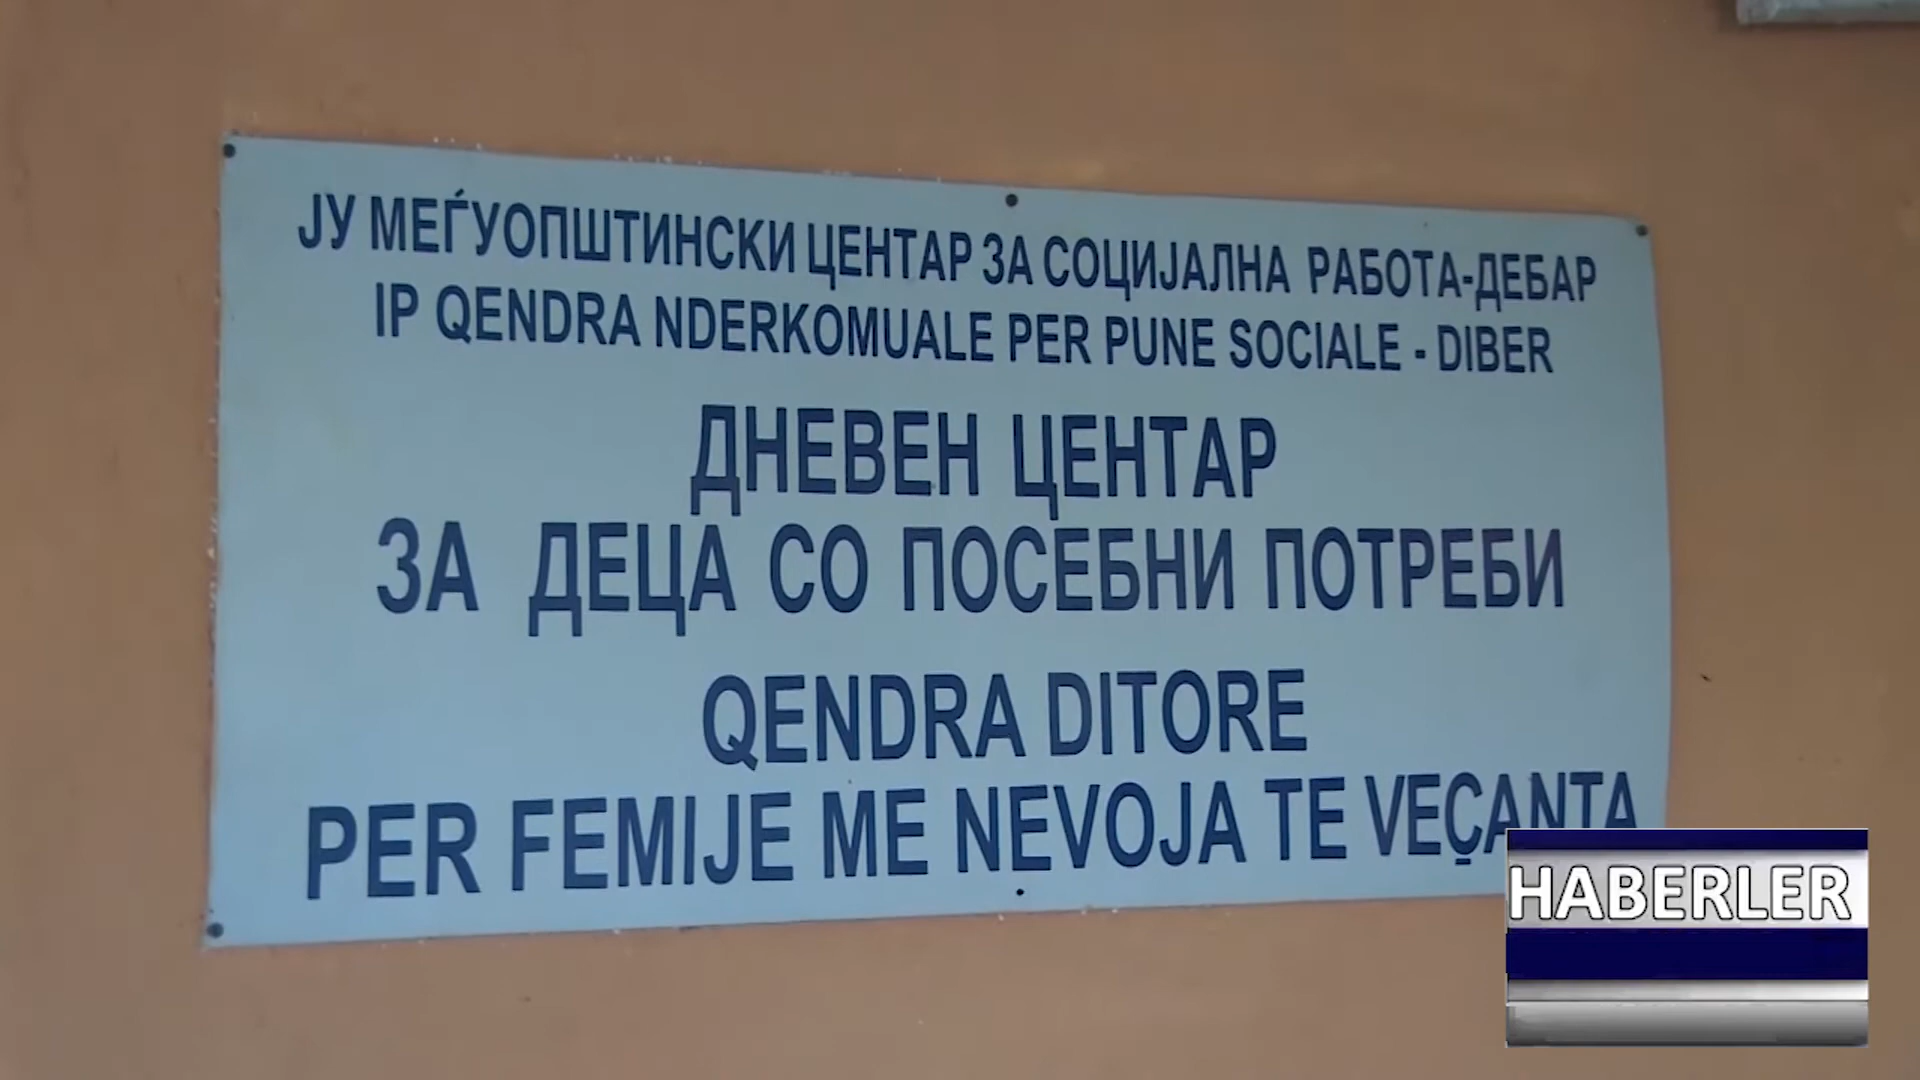 ЈУ МЕЃУОПШТИНСКИ ЦЕНТАР ЗА СОЦИЈАЛНА РАБОТА-ДЕБАР
IP QENDRA NDERKOMUALE PER PUNE SOCIALE - DIBER
ДНЕВЕН ЦЕНТАР
ЗА ДЕЦА СО ПОСЕБНИ ПОТРЕБИ
QENDRA DITORE
PER FEMIJE ME NEVOJA TE VEÇANTA
HABERLER